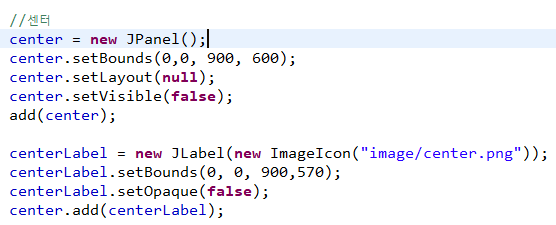 //센터
center = new JPanel();
center.setBounds(0,0, 900, 600);
center.setLayout(null);
center.setVisible(false);
add(center);
centerLabel = new JLabel(new ImageIcon("image/center.png"));
centerLabel.setBounds(0, 0, 900,570);
centerLabel.setOpaque(false);
center.add(centerLabel);